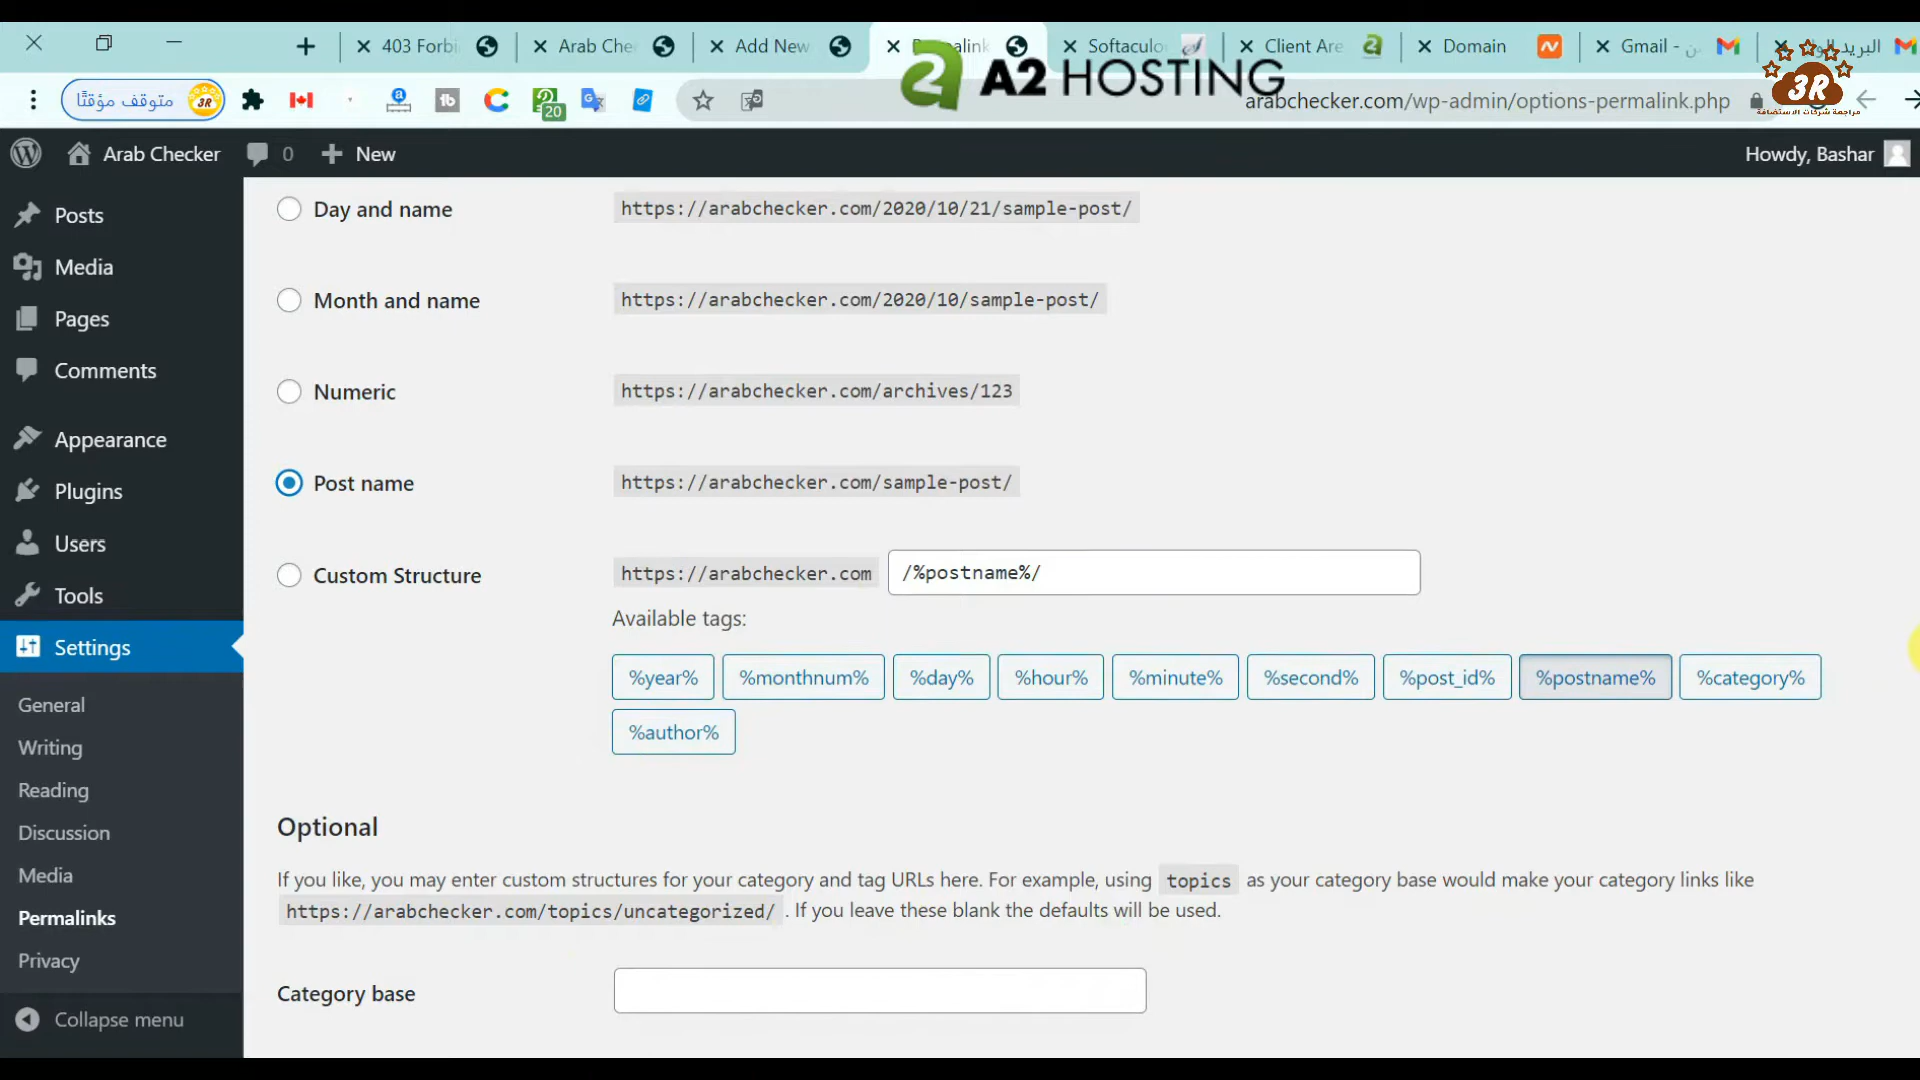 403 Forbi
Arab Che
Add New
Softaculo
Client Are
Domain
Gmail -
متوقف مؤقتًا
3R
20
A2 HOSTING
arabchecker.com/wp-admin/options-permalink.php
3R
مراجعة شركات الاستضافة
Arab Checker
0
New
Howdy, Bashar
Posts
Media
Pages
Comments
Appearance
Plugins
Users
Tools
Settings
General
Writing
Reading
Discussion
Media
Permalinks
Privacy
Collapse menu
Day and name https://arabchecker.com/2020/10/21/sample-post/
Month and name https://arabchecker.com/2020/10/sample-post/
Numeric https://arabchecker.com/archives/123
Post name https://arabchecker.com/sample-post/
Custom Structure https://arabchecker.com /%postname%/
Available tags:
%year% %monthnum% %day% %hour% %minute% %second% %post_id% %postname% %category%
%author%
Optional
If you like, you may enter custom structures for your category and tag URLs here. For example, using topics as your category base would make your category links like
https://arabchecker.com/topics/uncategorized/ . If you leave these blank the defaults will be used.
Category base